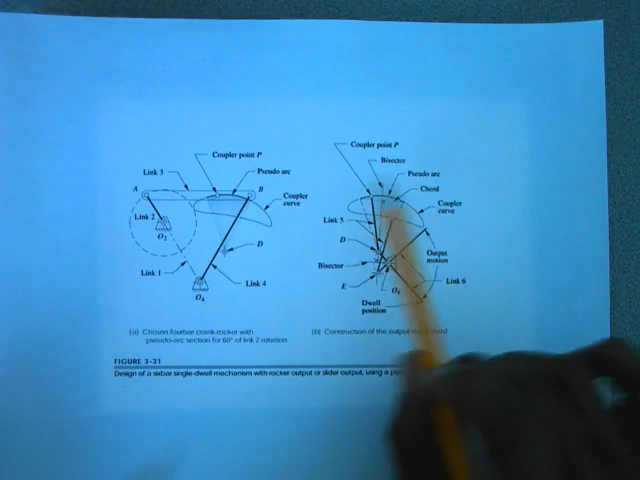 Coupler point P
Link 3
Pseudo arc
A
B
Coupler
curve
Link 2
O2
D
Link 1
Link 4
O4
(a) Chosen fourbar crank-rocker with
pseudo-arc section for 60° of link 2 rotation
Coupler point P
Bisector
Pseudo arc
Chord
Coupler
curve
Link 5
D
Output
motion
Bisector
Link 6
E
O6
Dwell
position
(b) Construction of the output
FIGURE 3-31
Design of a sixbar single-dwell mechanism with rocker output or slider output, using a